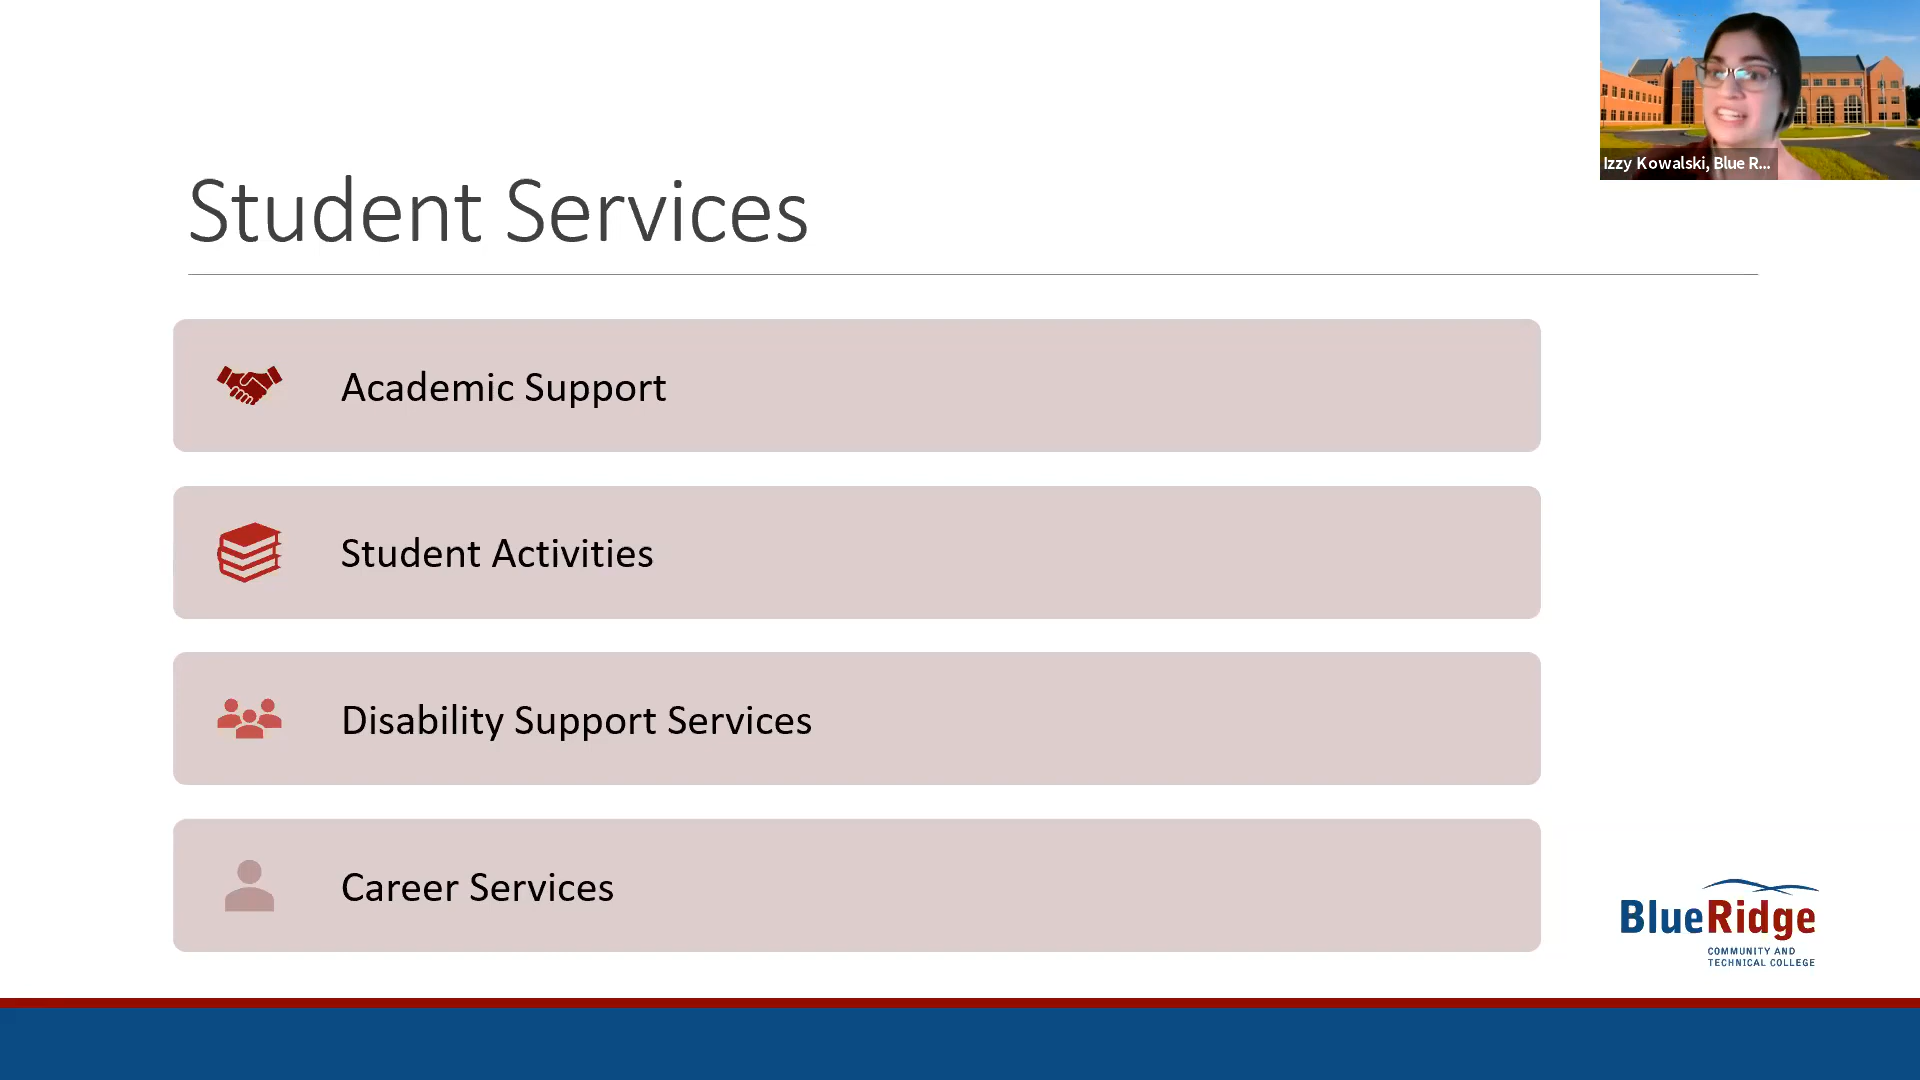 Izzy Kowalski, Blue R...
Student Services
Academic Support
Student Activities
Disability Support Services
Career Services
BlueRidge
COMMUNITY AND
TECHNICAL COLLEGE